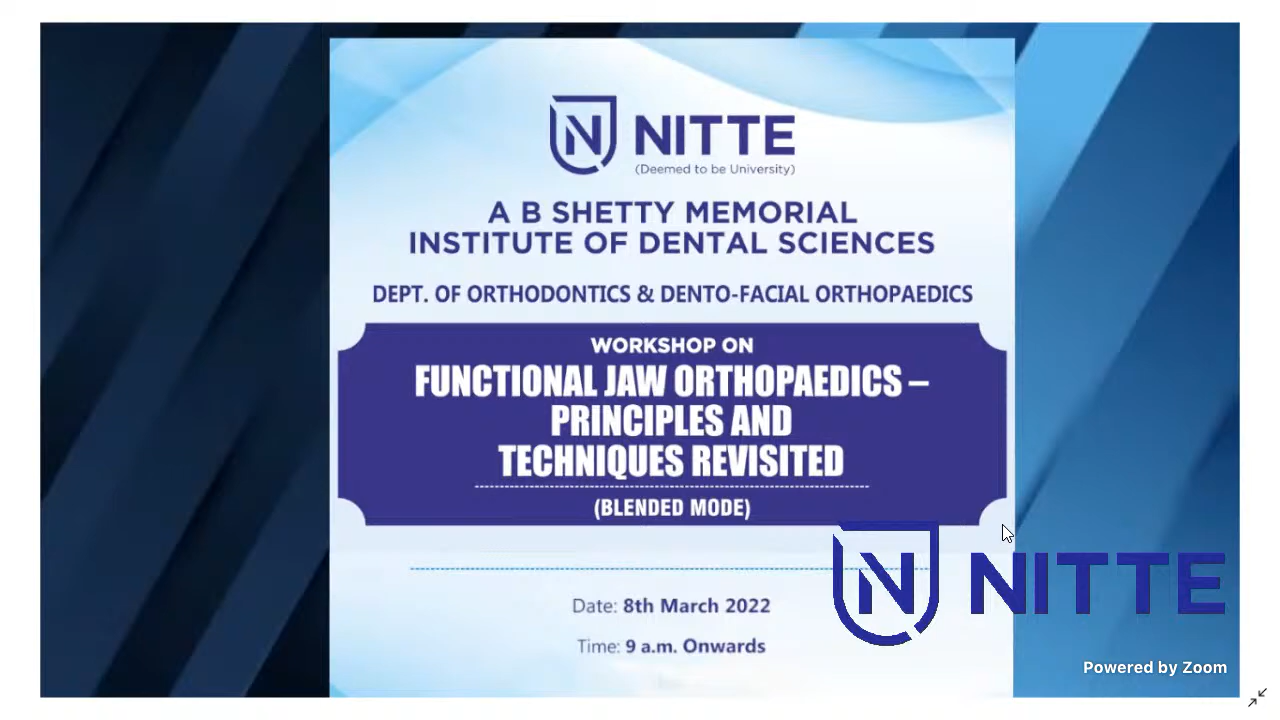 N NITTE
(Deemed to be University)
A B SHETTY MEMORIAL
INSTITUTE OF DENTAL SCIENCES
DEPT. OF ORTHODONTICS & DENTO-FACIAL ORTHOPAEDICS
WORKSHOP ON
FUNCTIONAL JAW ORTHOPAEDICS –
PRINCIPLES AND
TECHNIQUES REVISITED
(BLENDED MODE)
N NITTE
Date: 8th March 2022
Time: 9 a.m. Onwards
Powered by Zoom